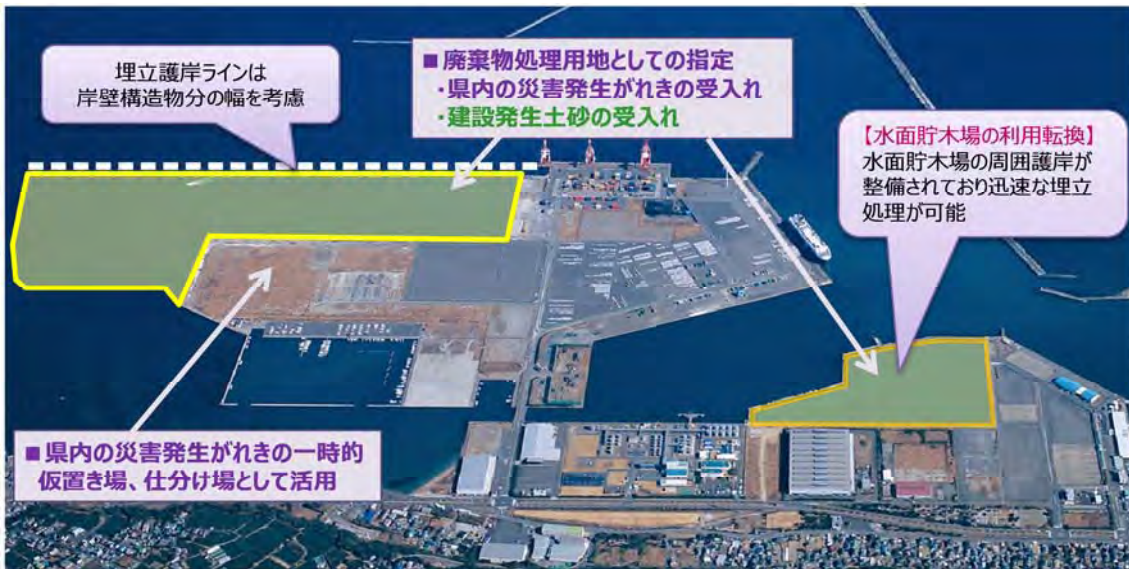 埋立護岸ラインは
岸壁構造物分の幅を考慮
■廃棄物処理用地としての指定
・県内の災害発生がれきの受入れ
・建設発生土砂の受入れ
【水面貯木場の利用転換】
水面貯木場の周囲護岸が
整備されており迅速な埋立
処理が可能
■県内の災害発生がれきの一時的
仮置き場、仕分け場として活用